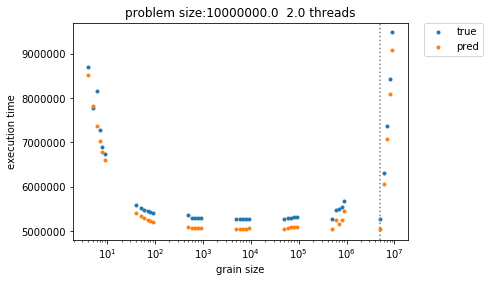 problem size:10000000.0  2.0 threads
true
pred
execution time
9000000
8000000
7000000
6000000
5000000
10¹
10²
10³
10⁴
10⁵
10⁶
10⁷
grain size